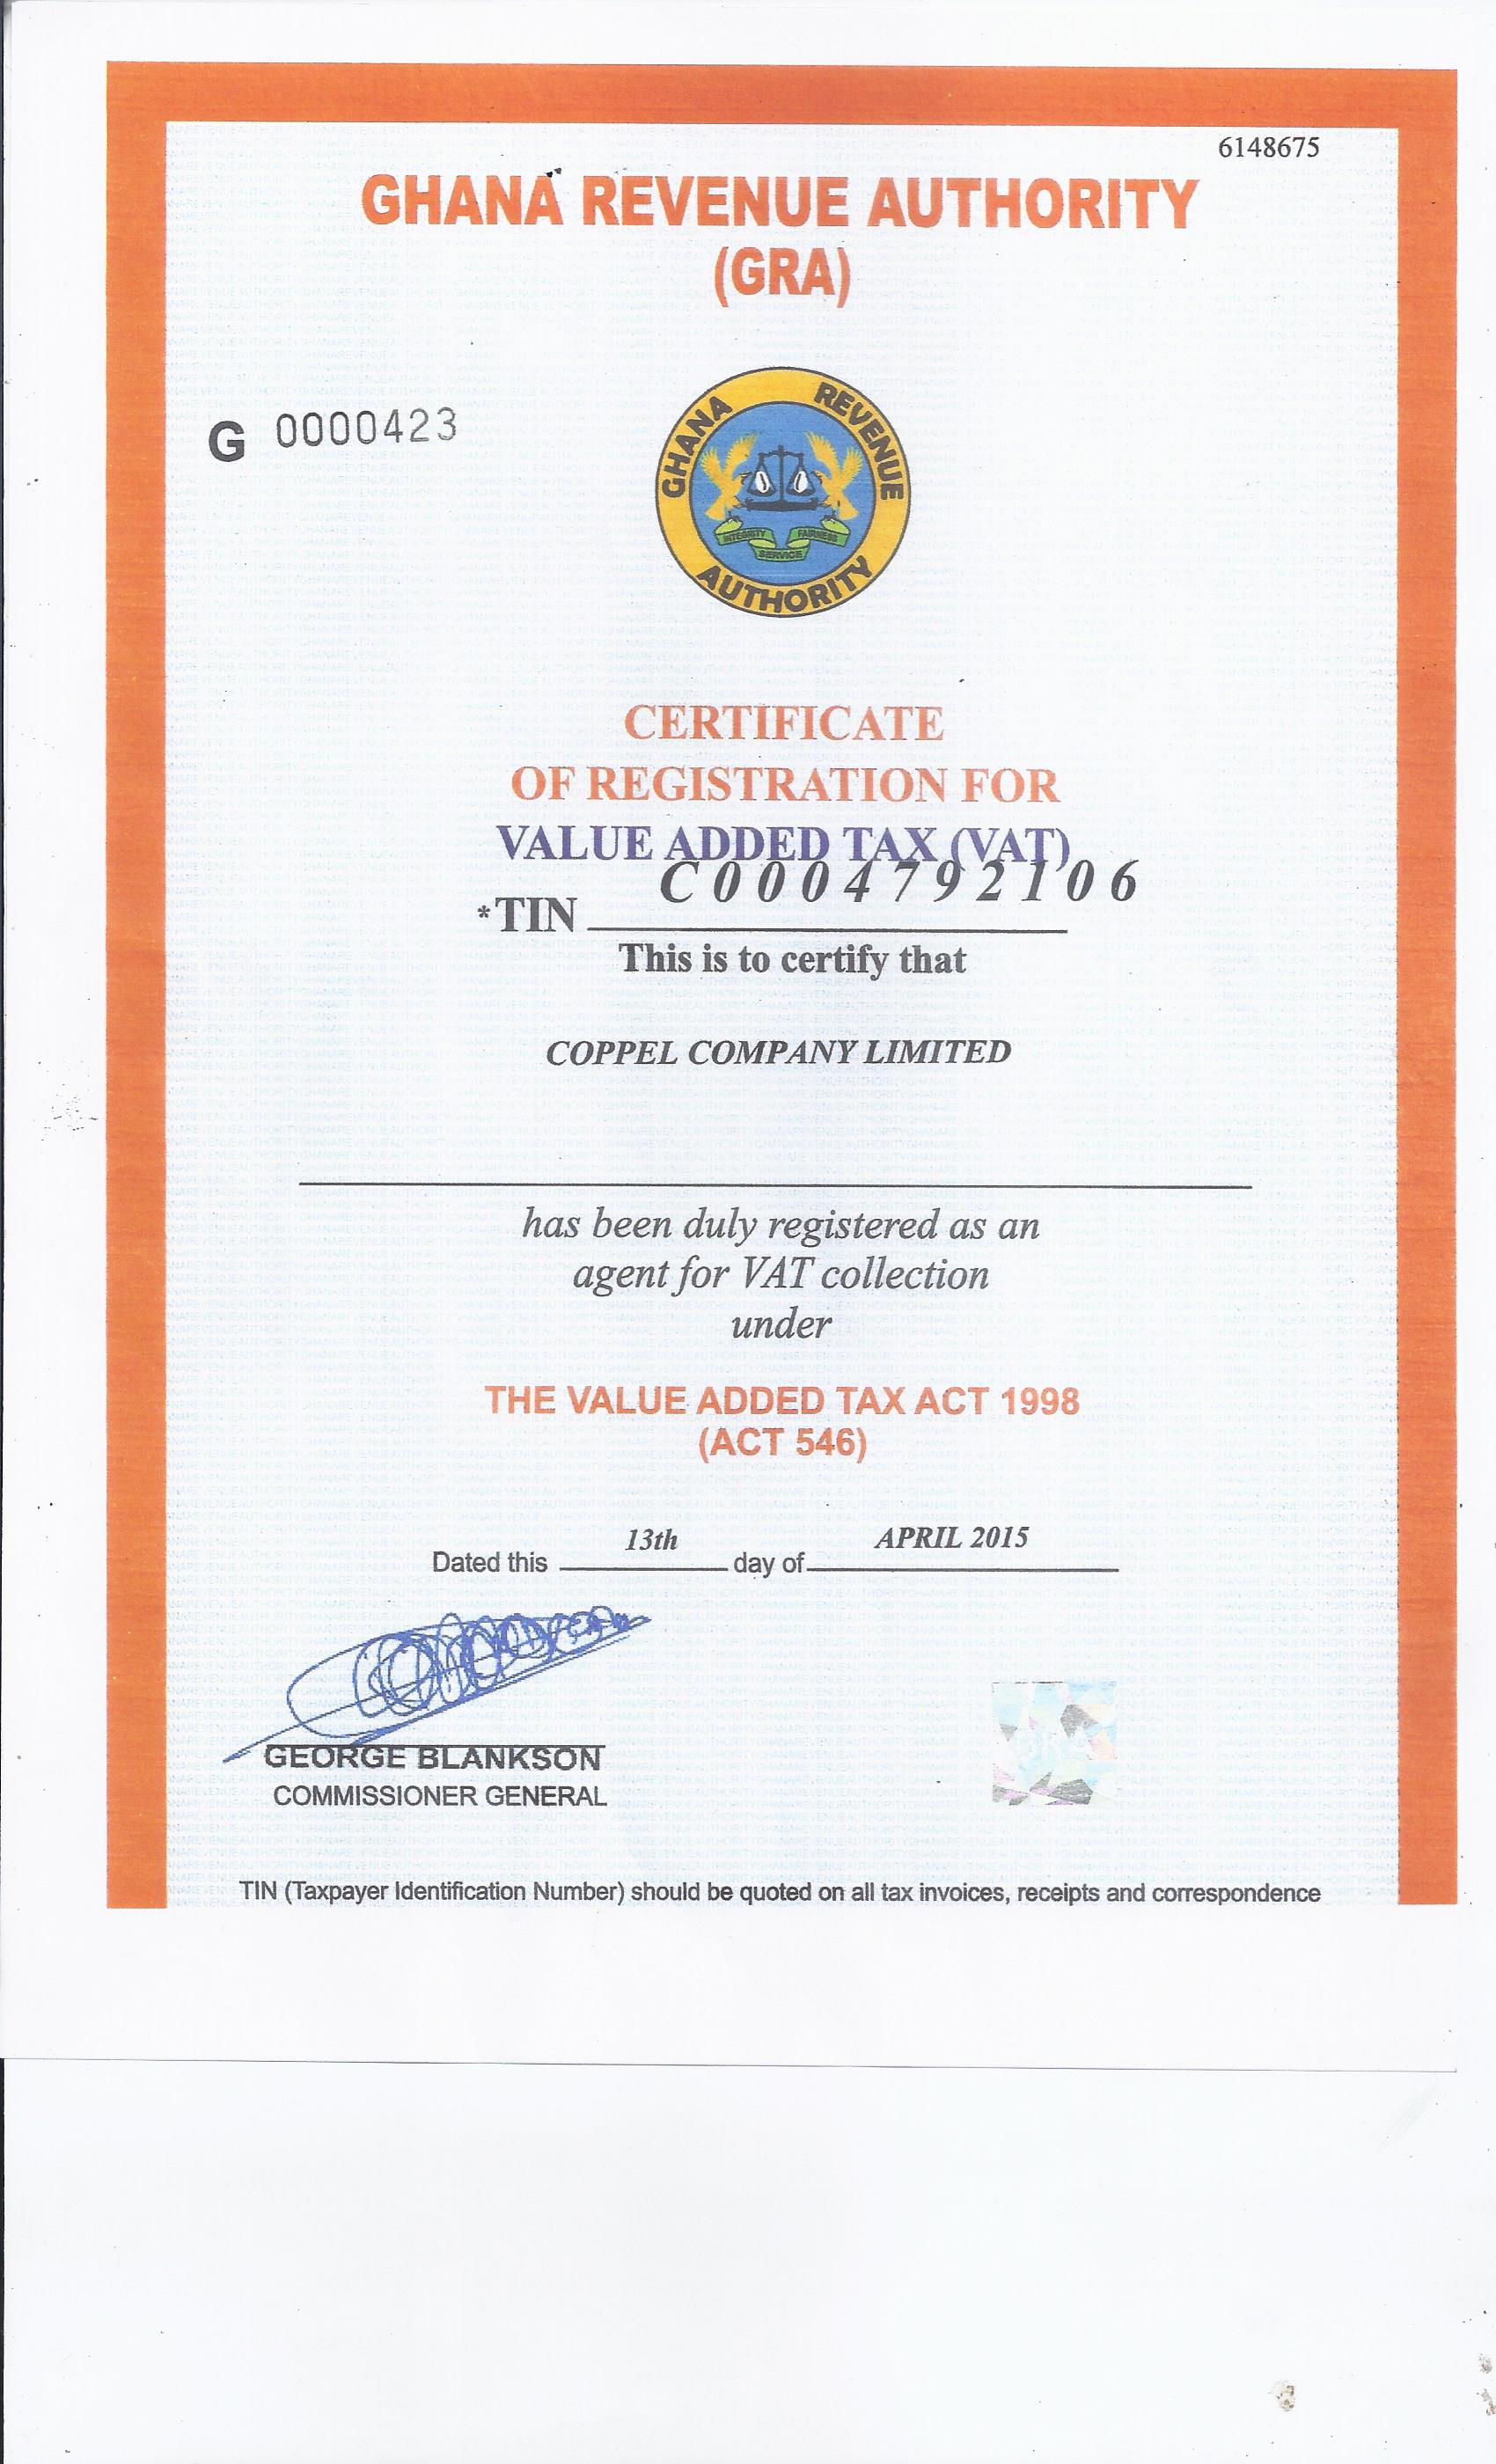 6148675
GHANA REVENUE AUTHORITY
(GRA)
G 0000423
GHANA REVENUE AUTHORITY
INTEGRITY FAIRNESS
SERVICE
CERTIFICATE
OF REGISTRATION FOR
VALUE ADDED TAX (VAT)
*TIN C0004792106
This is to certify that
COPPEL COMPANY LIMITED
has been duly registered as an
agent for VAT collection
under
THE VALUE ADDED TAX ACT 1998
(ACT 546)
Dated this 13th day of APRIL 2015
GEORGE BLANKSON
COMMISSIONER GENERAL
TIN (Taxpayer Identification Number) should be quoted on all tax invoices, receipts and correspondence